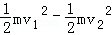 ½mv₁² - ½mv₂²